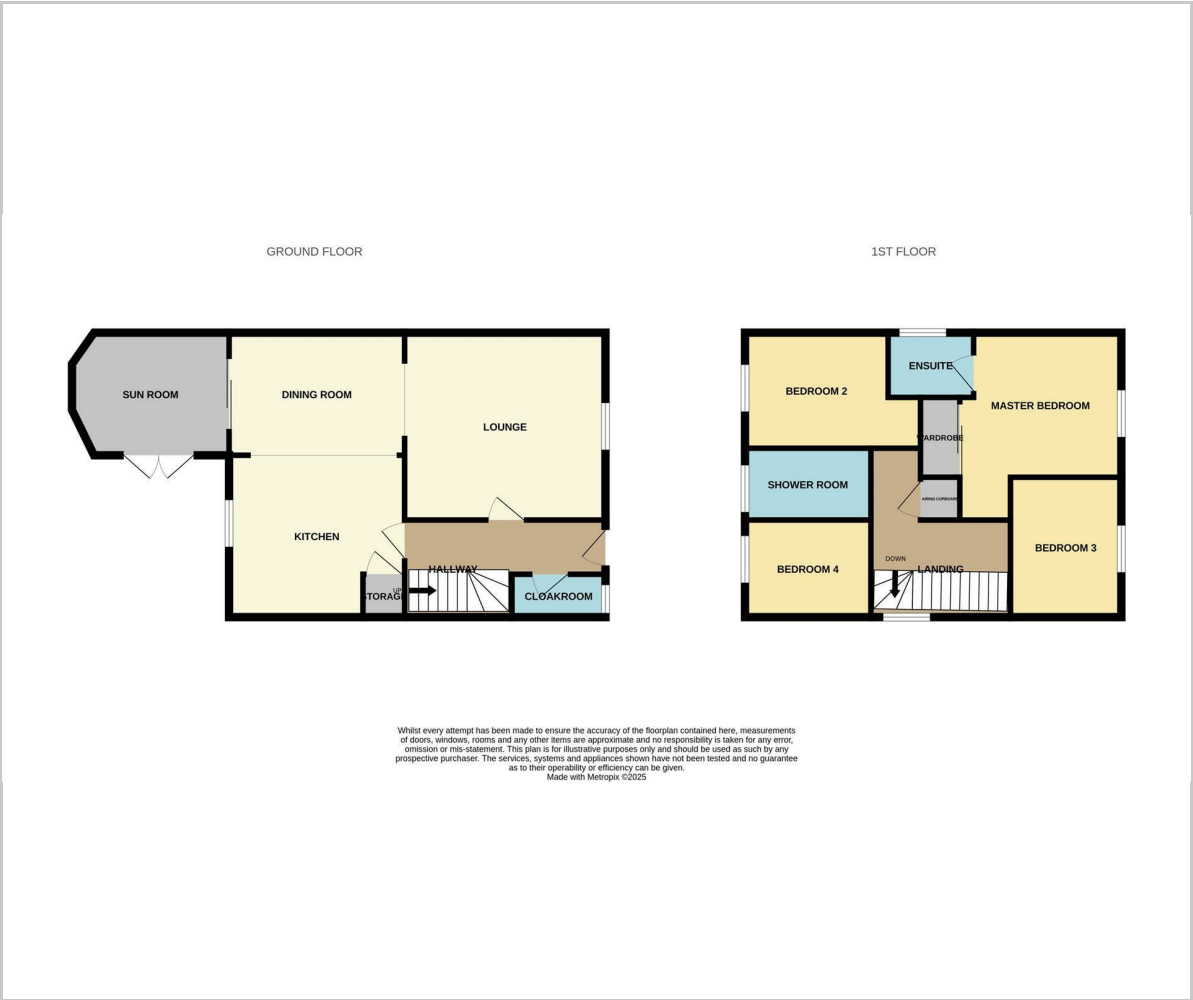 GROUND FLOOR
1ST FLOOR
SUN ROOM
DINING ROOM
LOUNGE
KITCHEN
HALLWAY
UP
STORAGE
CLOAKROOM
BEDROOM 2
ENSUITE
MASTER BEDROOM
WARDROBE
SHOWER ROOM
AIRING CUPBOARD
BEDROOM 3
DOWN
LANDING
BEDROOM 4
Whilst every attempt has been made to ensure the accuracy of the floorplan contained here, measurements
of doors, windows, rooms and any other items are approximate and no responsibility is taken for any error,
omission or mis-statement. This plan is for illustrative purposes only and should be used as such by any
prospective purchaser. The services, systems and appliances shown have not been tested and no guarantee
as to their operability or efficiency can be given.
Made with Metropix ©2025